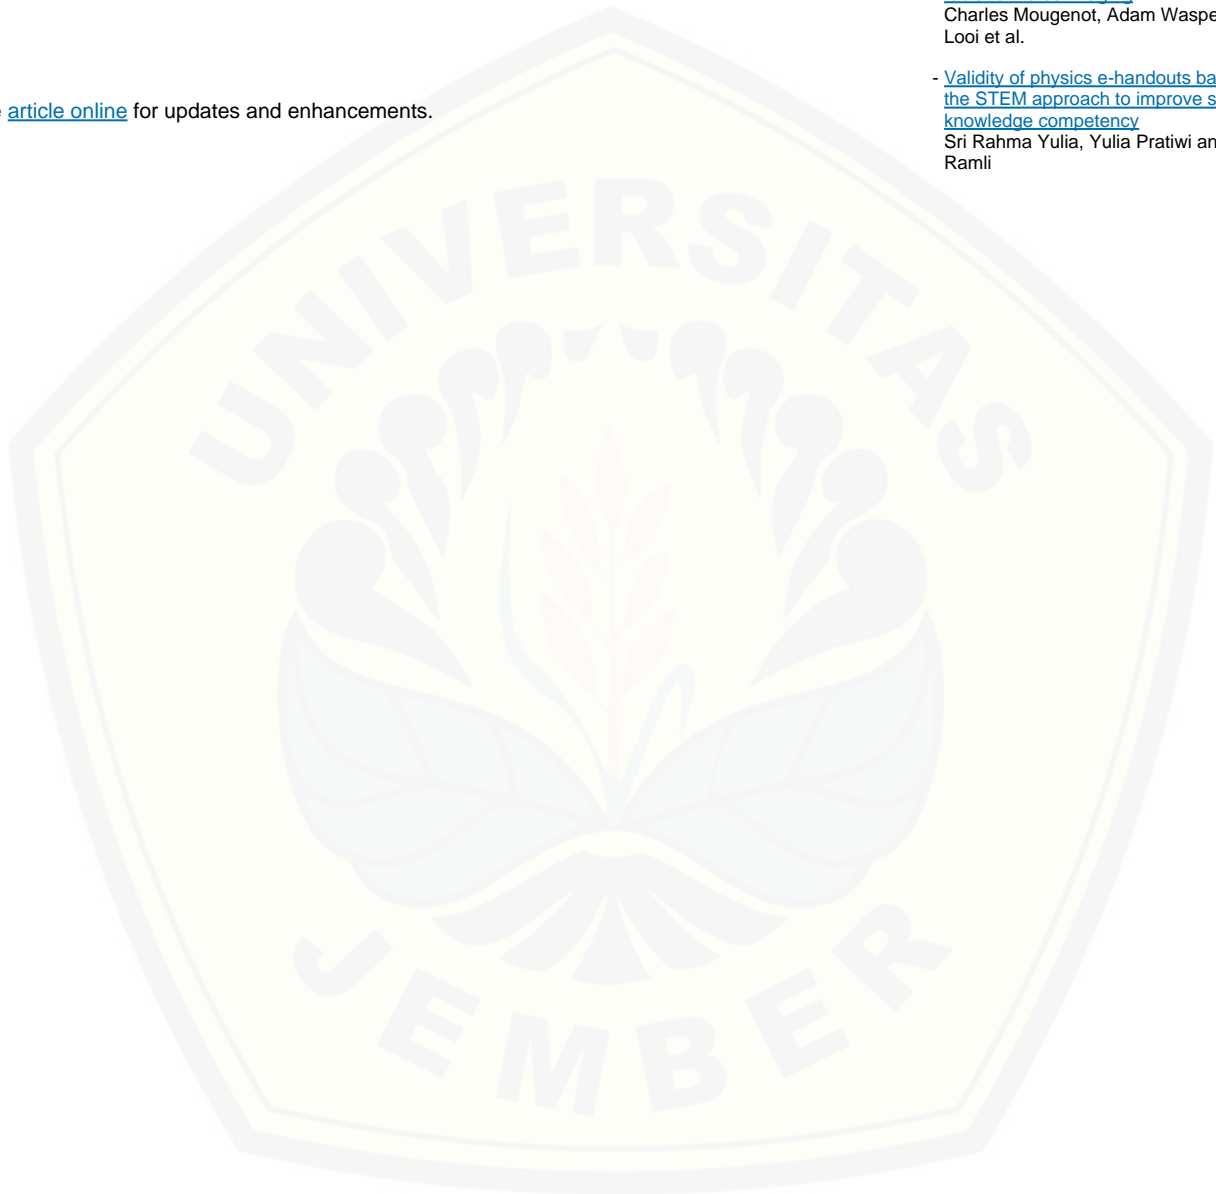 Charles Mougenot, Adam Waspe
Looi et al.
- Validity of physics e-handouts ba
the STEM approach to improve s
knowledge competency
Sri Rahma Yulia, Yulia Pratiwi an
Ramli
article online for updates and enhancements.
UNIVERSITAS
JEMBER